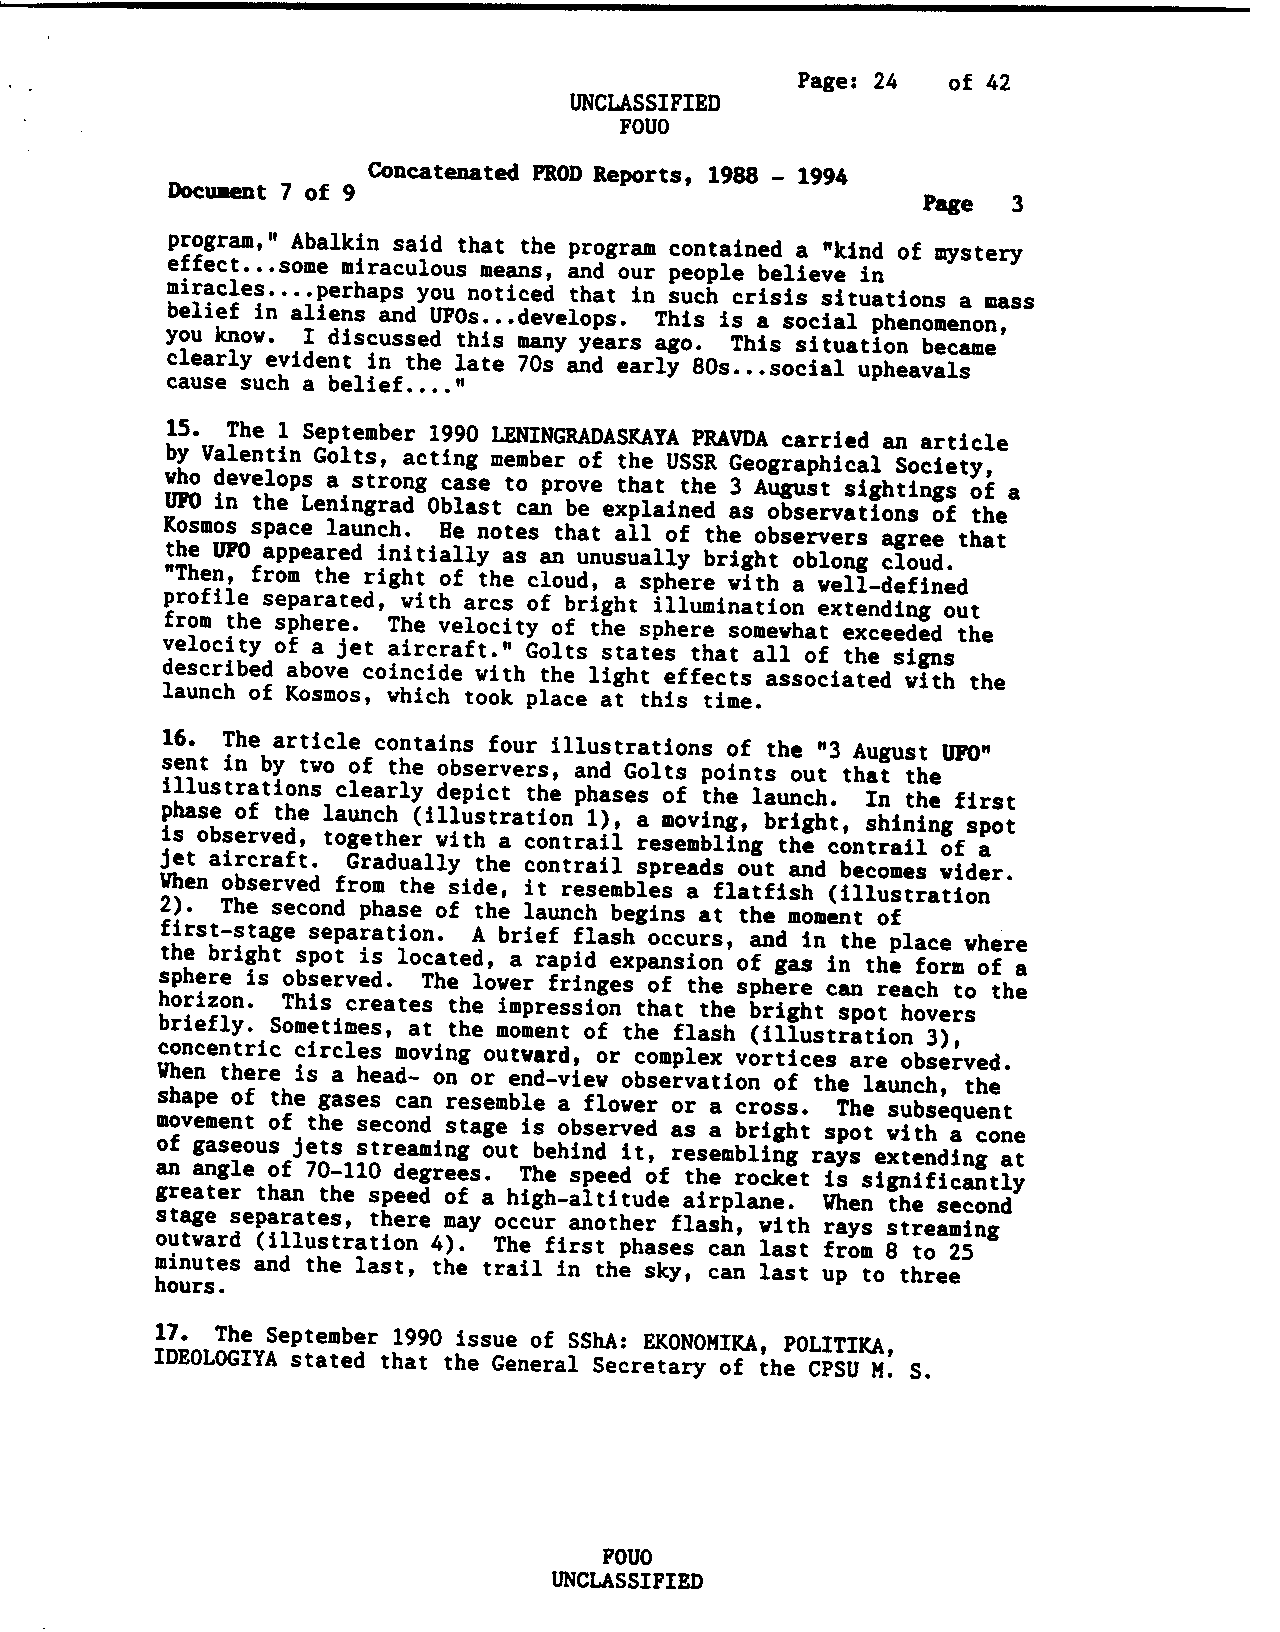 Page: 24 of 42
UNCLASSIFIED
FOUO
Concatenated PROD Reports, 1988 - 1994
Document 7 of 9
Page 3
program," Abalkin said that the program contained a "kind of mystery
effect...some miraculous means, and our people believe in
miracles....perhaps you noticed that in such crisis situations a mass
belief in aliens and UFOs...develops. This is a social phenomenon,
you know. I discussed this many years ago. This situation became
clearly evident in the late 70s and early 80s...social upheavals
cause such a belief...."
15. The 1 September 1990 LENINGRADASKAYA PRAVDA carried an article
by Valentin Golts, acting member of the USSR Geographical Society,
who develops a strong case to prove that the 3 August sightings of a
UFO in the Leningrad Oblast can be explained as observations of the
Kosmos space launch. He notes that all of the observers agree that
the UFO appeared initially as an unusually bright oblong cloud.
"Then, from the right of the cloud, a sphere with a well-defined
profile separated, with arcs of bright illumination extending out
from the sphere. The velocity of the sphere somewhat exceeded the
velocity of a jet aircraft." Golts states that all of the signs
described above coincide with the light effects associated with the
launch of Kosmos, which took place at this time.
16. The article contains four illustrations of the "3 August UFO"
sent in by two of the observers, and Golts points out that the
illustrations clearly depict the phases of the launch. In the first
phase of the launch (illustration 1), a moving, bright, shining spot
is observed, together with a contrail resembling the contrail of a
jet aircraft. Gradually the contrail spreads out and becomes wider.
When observed from the side, it resembles a flatfish (illustration
2). The second phase of the launch begins at the moment of
first-stage separation. A brief flash occurs, and in the place where
the bright spot is located, a rapid expansion of gas in the form of a
sphere is observed. The lower fringes of the sphere can reach to the
horizon. This creates the impression that the bright spot hovers
briefly. Sometimes, at the moment of the flash (illustration 3),
concentric circles moving outward, or complex vortices are observed.
When there is a head- on or end-view observation of the launch, the
shape of the gases can resemble a flower or a cross. The subsequent
movement of the second stage is observed as a bright spot with a cone
of gaseous jets streaming out behind it, resembling rays extending at
an angle of 70-110 degrees. The speed of the rocket is significantly
greater than the speed of a high-altitude airplane. When the second
stage separates, there may occur another flash, with rays streaming
outward (illustration 4). The first phases can last from 8 to 25
minutes and the last, the trail in the sky, can last up to three
hours.
17. The September 1990 issue of SShA: EKONOMIKA, POLITIKA,
IDEOLOGIYA stated that the General Secretary of the CPSU M. S.
FOUO
UNCLASSIFIED